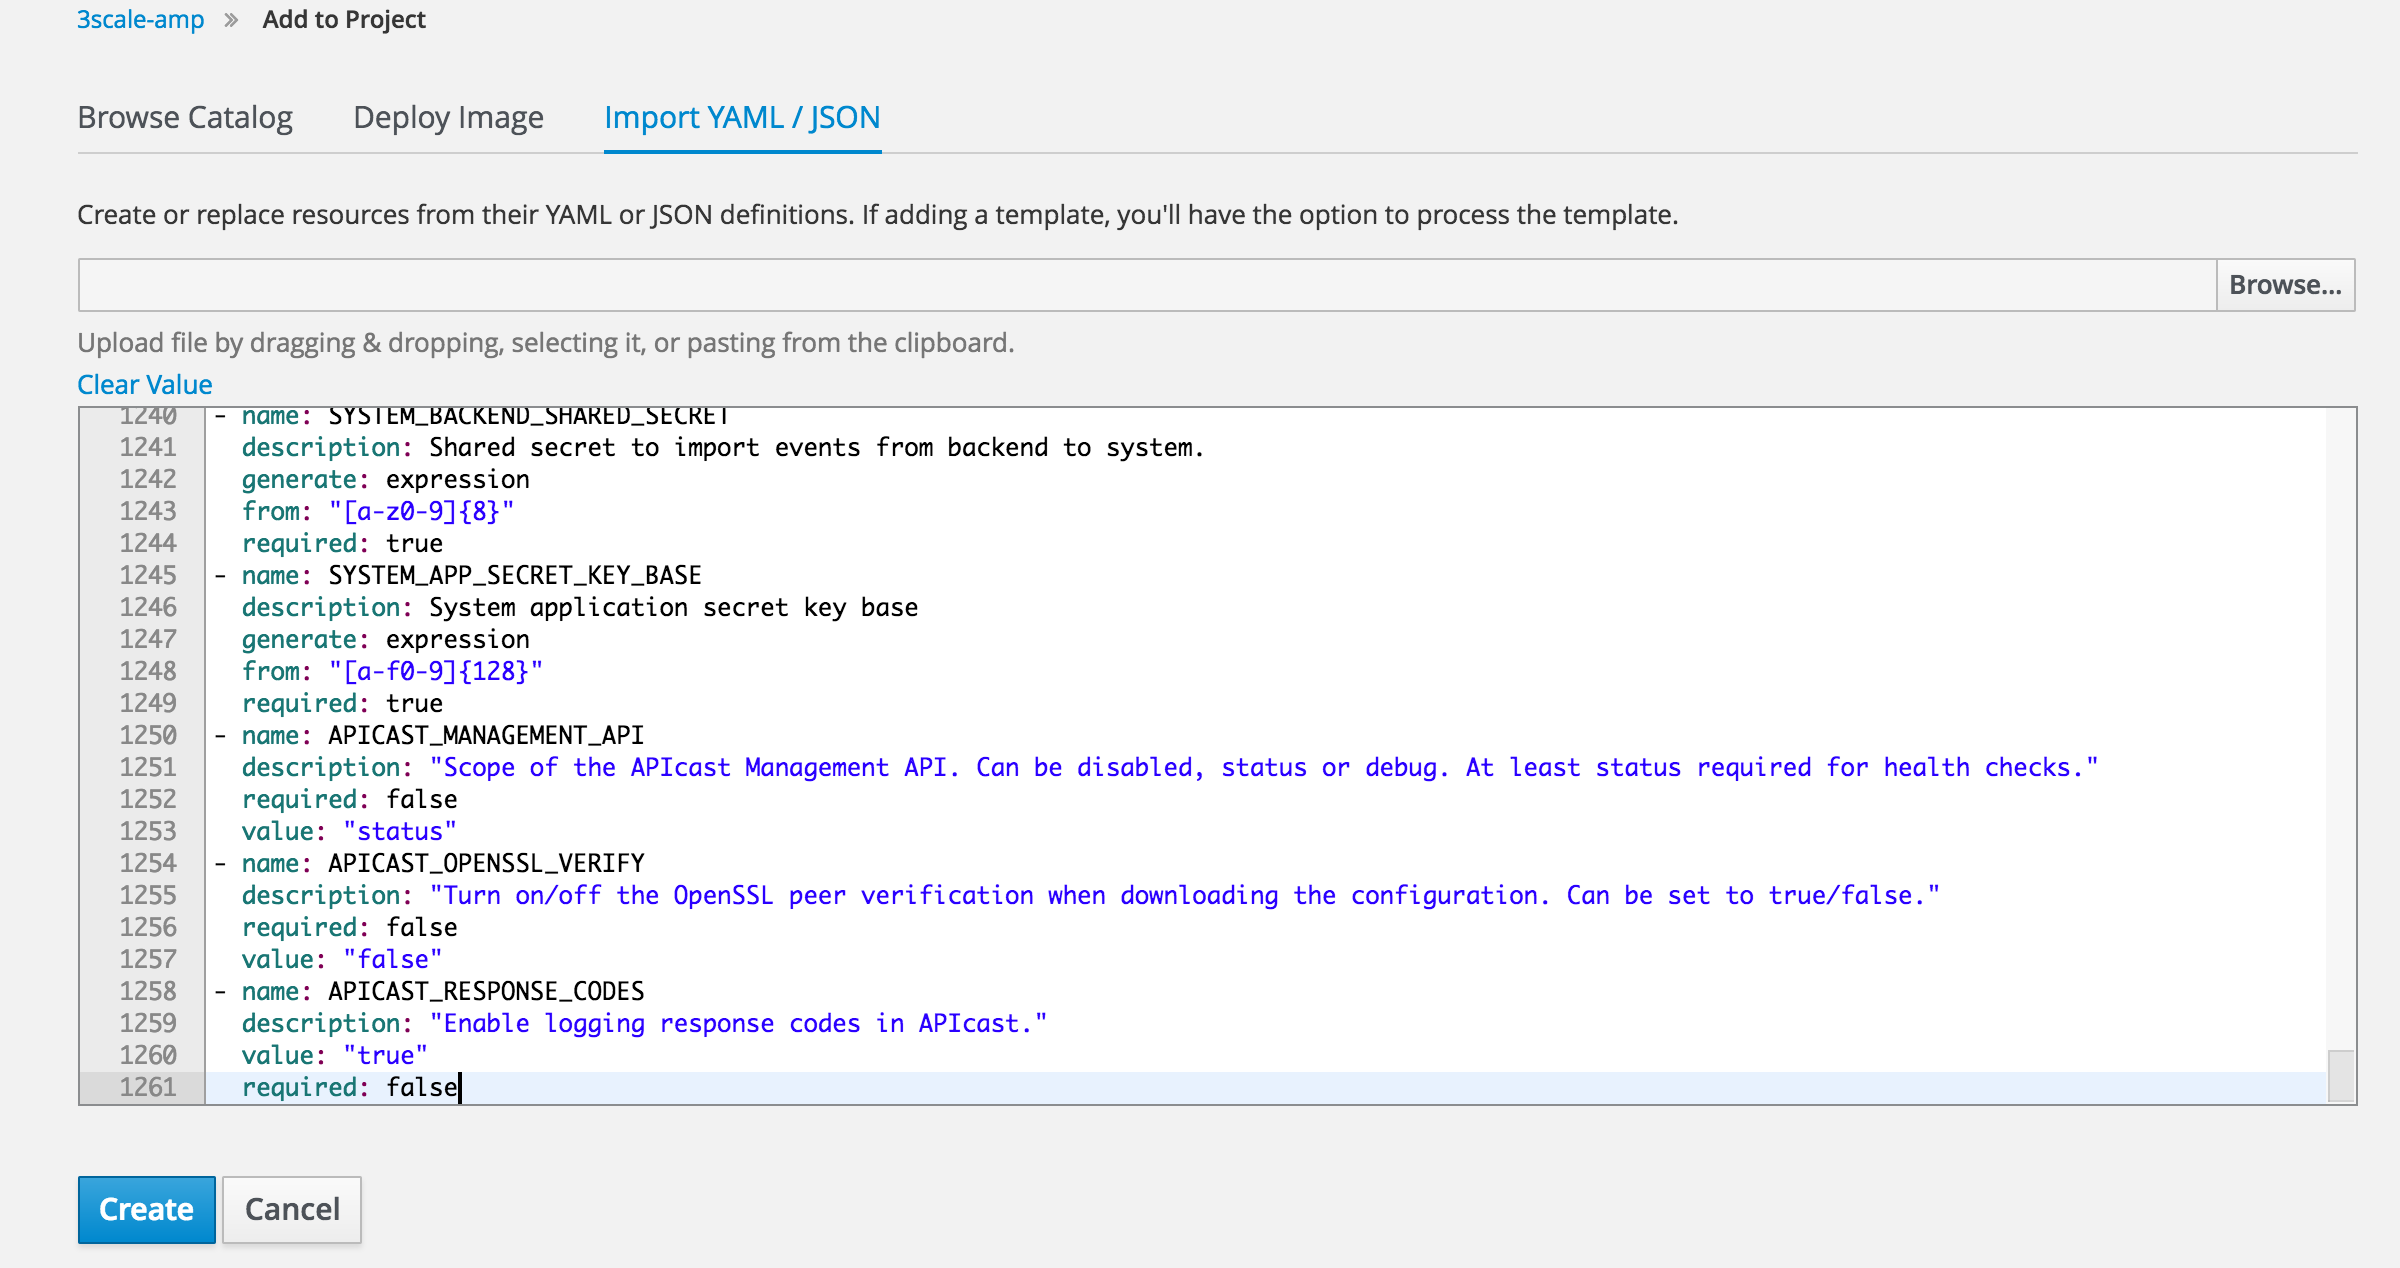 3scale-amp » Add to Project
Browse Catalog Deploy Image Import YAML / JSON
Create or replace resources from their YAML or JSON definitions. If adding a template, you'll have the option to process the template.
Browse...
Upload file by dragging & dropping, selecting it, or pasting from the clipboard.
Clear Value
1240 - name: SYSTEM_BACKEND_SHARED_SECRET
1241 description: Shared secret to import events from backend to system.
1242 generate: expression
1243 from: "[a-z0-9]{8}"
1244 required: true
1245 - name: SYSTEM_APP_SECRET_KEY_BASE
1246 description: System application secret key base
1247 generate: expression
1248 from: "[a-f0-9]{128}"
1249 required: true
1250 - name: APICAST_MANAGEMENT_API
1251 description: "Scope of the APIcast Management API. Can be disabled, status or debug. At least status required for health checks."
1252 required: false
1253 value: "status"
1254 - name: APICAST_OPENSSL_VERIFY
1255 description: "Turn on/off the OpenSSL peer verification when downloading the configuration. Can be set to true/false."
1256 required: false
1257 value: "false"
1258 - name: APICAST_RESPONSE_CODES
1259 description: "Enable logging response codes in APIcast."
1260 value: "true"
1261 required: false
Create Cancel